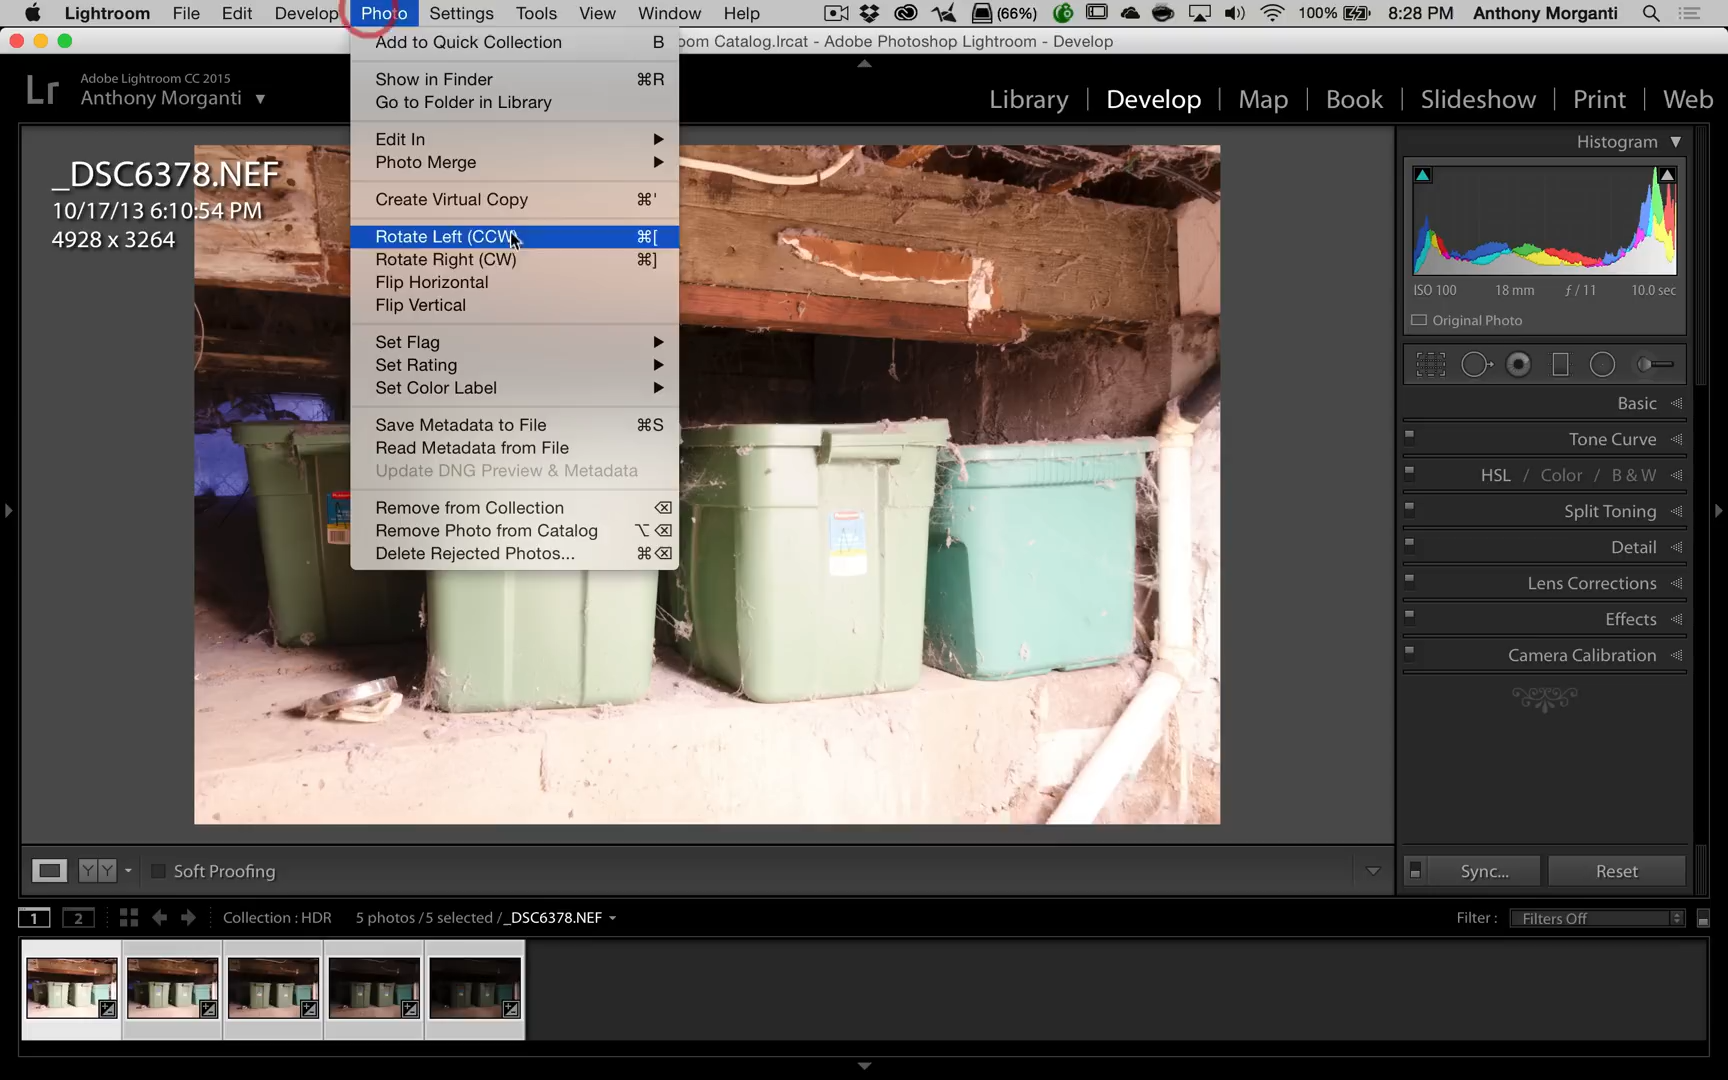 Lightroom File Edit Develop Photo Settings Tools View Window Help (66%) 100% 8:28 PM Anthony Morganti
oom Catalog.lrcat - Adobe Photoshop Lightroom - Develop
Lr Adobe Lightroom CC 2015
Anthony Morganti
Library | Develop | Map | Book | Slideshow | Print | Web
_DSC6378.NEF
10/17/13 6:10:54 PM
4928 x 3264
Add to Quick Collection B
Show in Finder ⌘R
Go to Folder in Library
Edit In
Photo Merge
Create Virtual Copy ⌘'
Rotate Left (CCW) ⌘[
Rotate Right (CW) ⌘]
Flip Horizontal
Flip Vertical
Set Flag
Set Rating
Set Color Label
Save Metadata to File ⌘S
Read Metadata from File
Update DNG Preview & Metadata
Remove from Collection ⌫
Remove Photo from Catalog ⌥⌫
Delete Rejected Photos... ⌘⌫
Histogram
ISO 100 18 mm ƒ / 11 10.0 sec
Original Photo
Basic
Tone Curve
HSL / Color / B & W
Split Toning
Detail
Lens Corrections
Effects
Camera Calibration
YY Soft Proofing
Sync... Reset
1 2 Collection : HDR 5 photos / 5 selected / _DSC6378.NEF
Filter : Filters Off